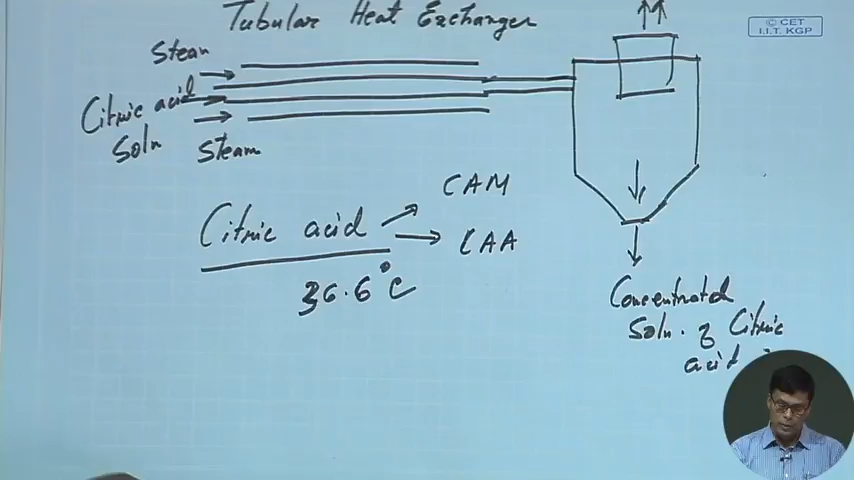 Tubular Heat Exchanger
© CET
I.I.T. KGP
Steam
Citric acid
Soln
Steam
Citric acid
CAM
CAA
36.6°C
Concentrated
Soln. of Citric
acid